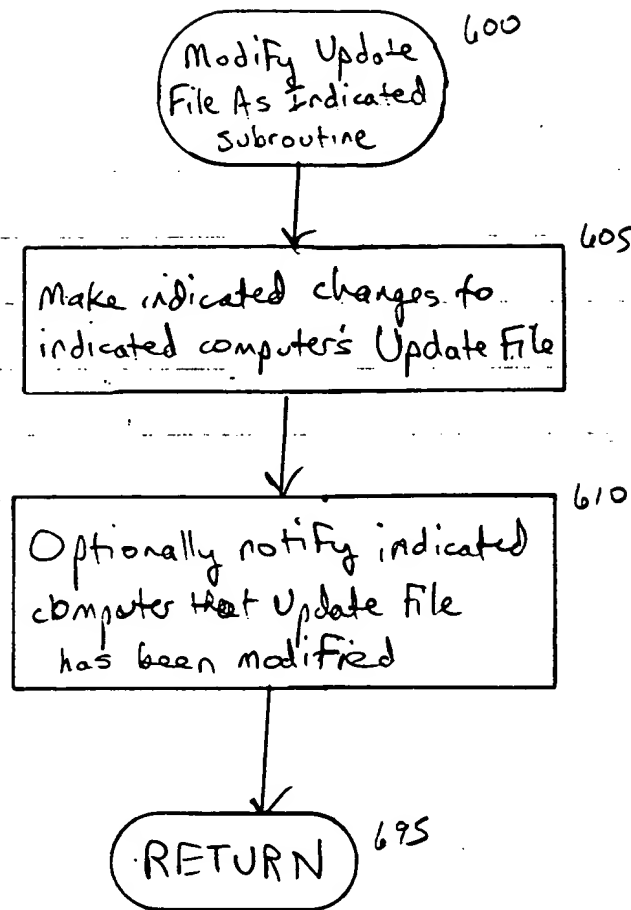 600
Modify Update
File As Indicated
subroutine
605
Make indicated changes to
indicated computer's Update File
610
Optionally notify indicated
computer that Update File
has been modified
RETURN
695